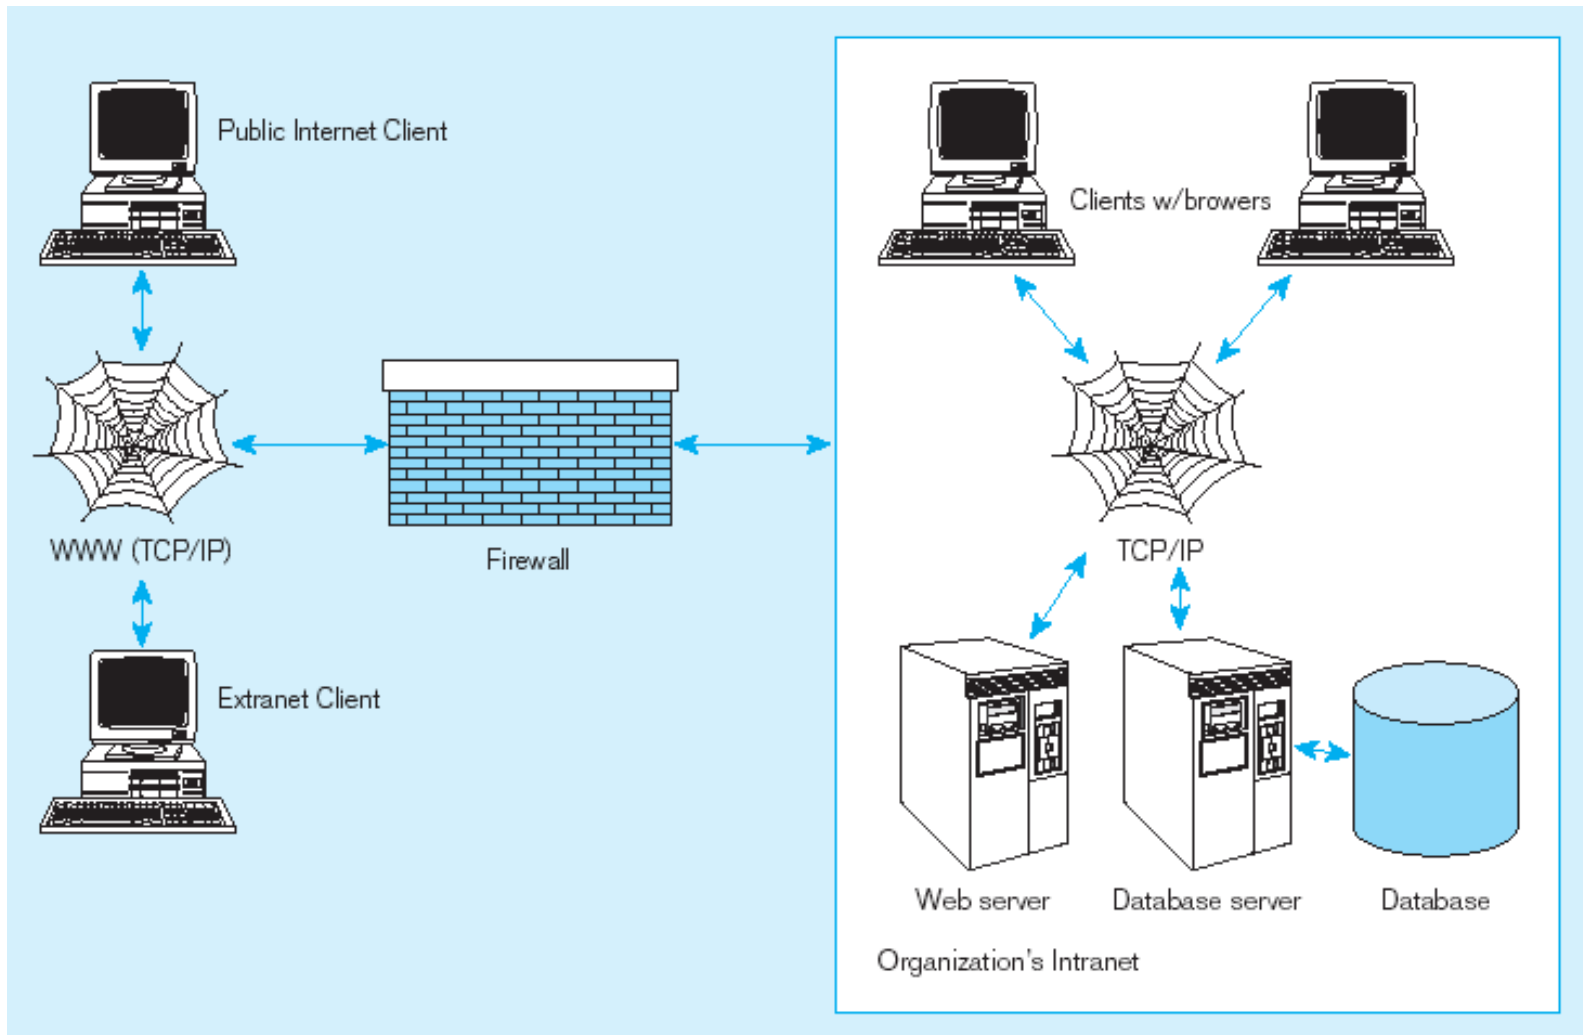 Public Internet Client
Clients w/browers
WWW (TCP/IP)
Firewall
TCP/IP
Extranet Client
Web server
Database server
Database
Organization's Intranet